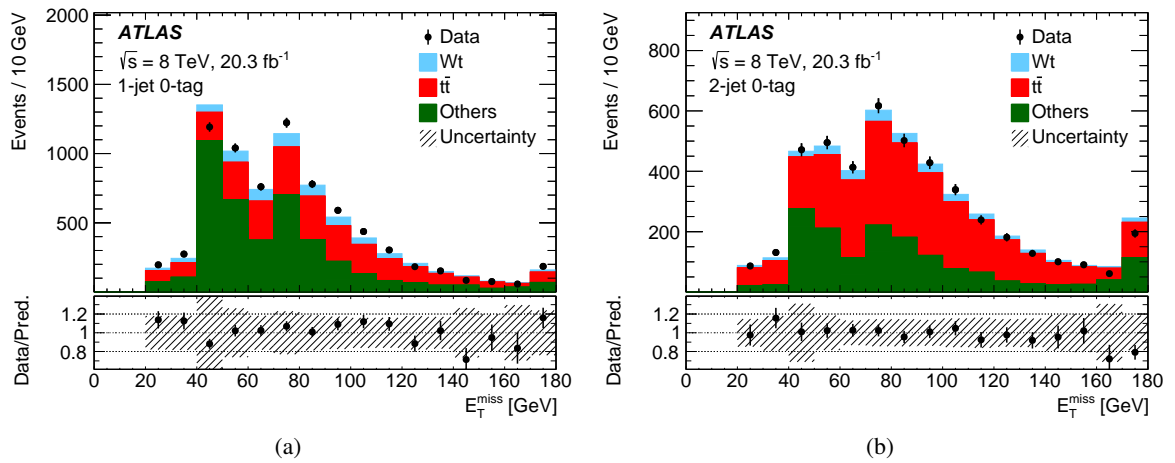 Events / 10 GeV
2000
1500
1000
500
ATLAS
√s = 8 TeV, 20.3 fb-1
1-jet 0-tag
Data
Wt
tt̄
Others
Uncertainty
Data/Pred.
1.2
1
0.8
0 20 40 60 80 100 120 140 160 180
E_T^miss [GeV]
(a)
Events / 10 GeV
800
600
400
200
ATLAS
√s = 8 TeV, 20.3 fb-1
2-jet 0-tag
Data
Wt
tt̄
Others
Uncertainty
Data/Pred.
1.2
1
0.8
0 20 40 60 80 100 120 140 160 180
E_T^miss [GeV]
(b)